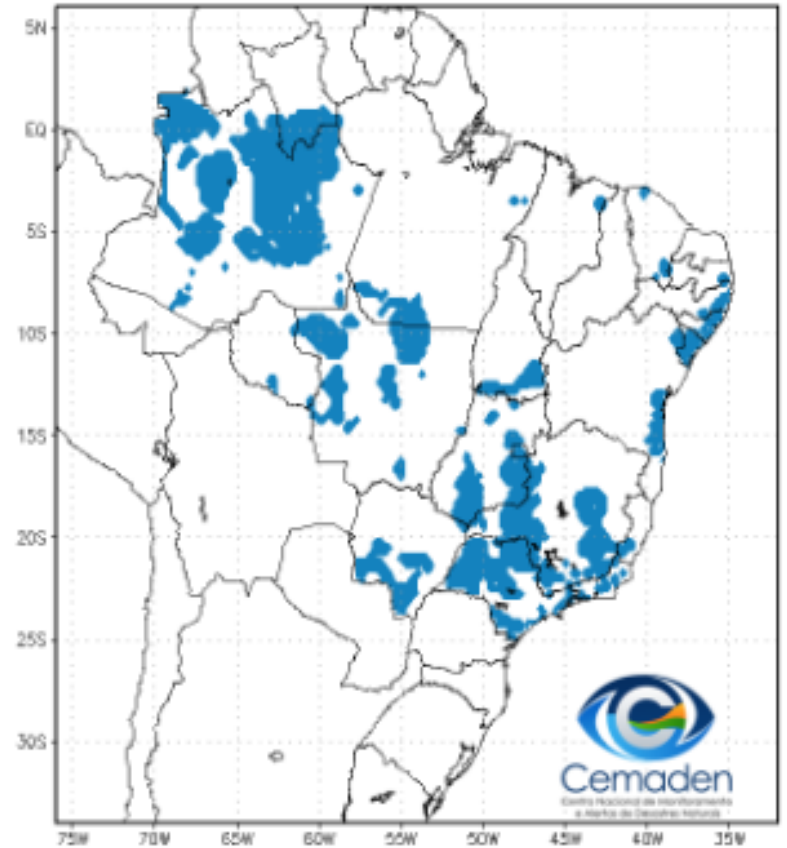 5N
EQ
5S
10S
15S
20S
25S
30S
75W 70W 65W 60W 55W 50W 45W 40W 35W
Cemaden
Centro Nacional de Monitoramento
e Alertas de Desastres Naturais